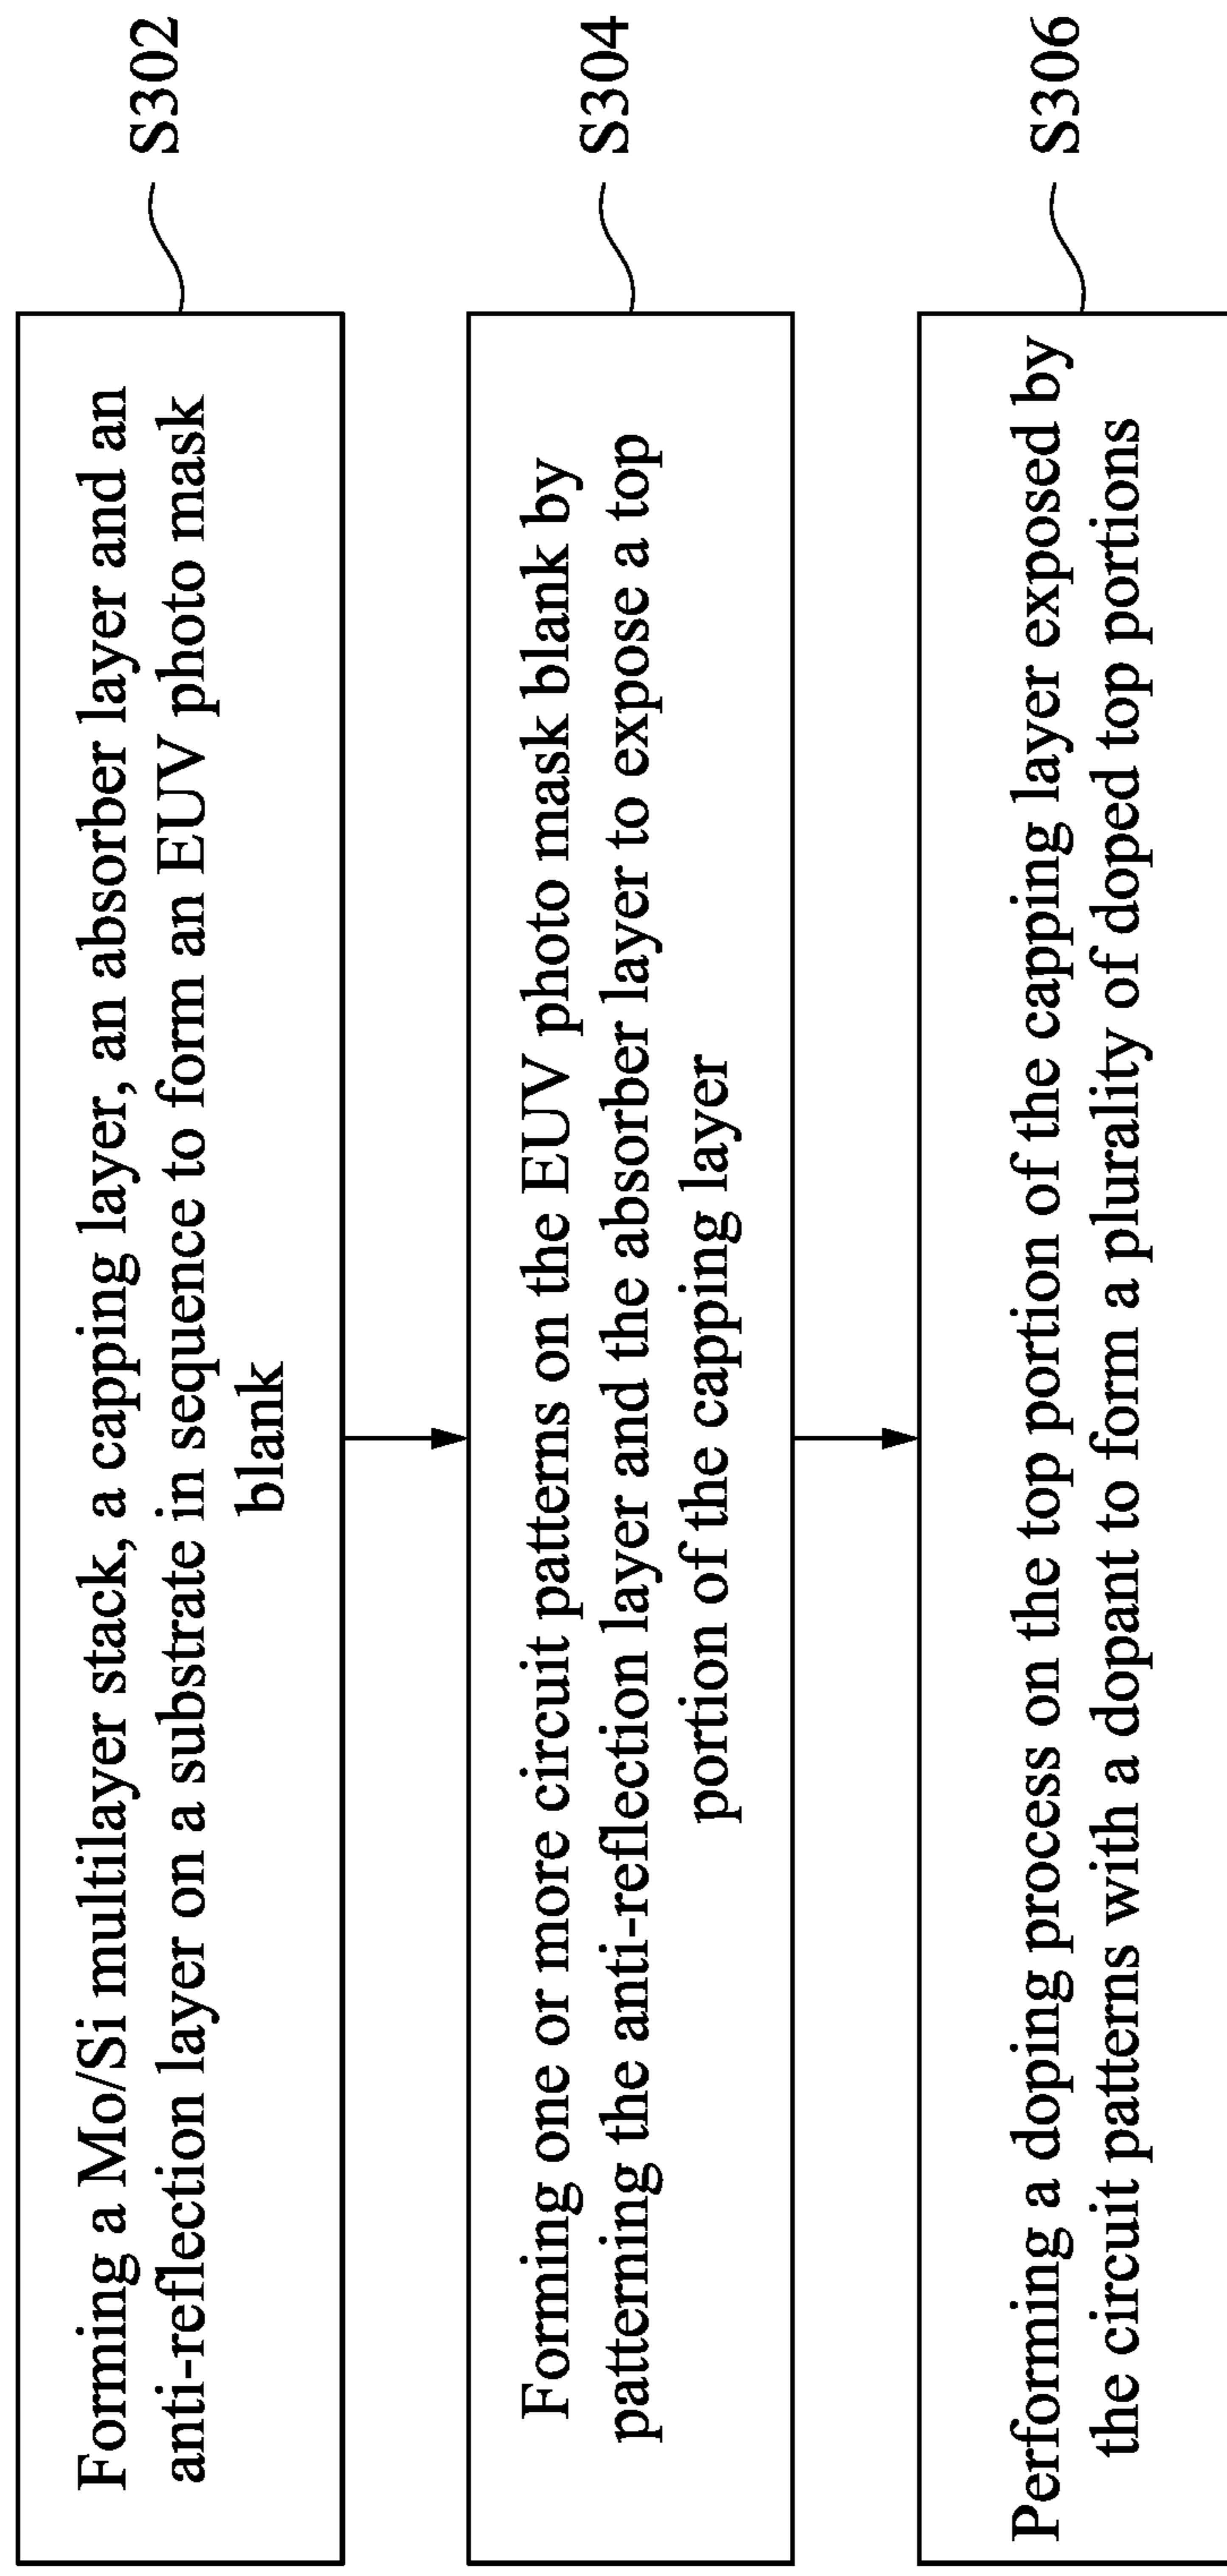 Forming a Mo/Si multilayer stack, a capping layer, an absorber layer and an
anti-reflection layer on a substrate in sequence to form an EUV photo mask
blank
S302
Forming one or more circuit patterns on the EUV photo mask blank by
patterning the anti-reflection layer and the absorber layer to expose a top
portion of the capping layer
S304
Performing a doping process on the top portion of the capping layer exposed by
the circuit patterns with a dopant to form a plurality of doped top portions
S306